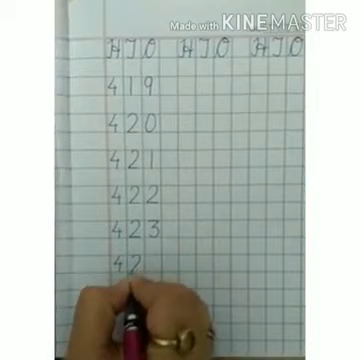 Made with KINEMASTER
H T O H T O H T O
4 1 9
4 2 0
4 2 1
4 2 2
4 2 3
4 2